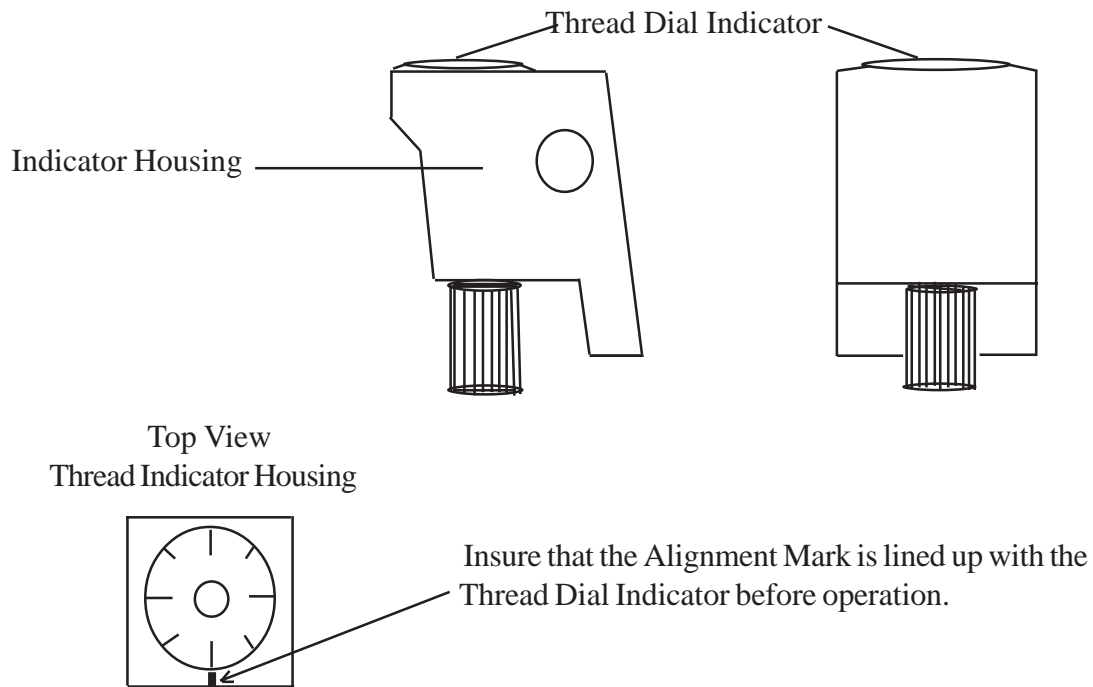 Thread Dial Indicator
Indicator Housing
Top View
Thread Indicator Housing
Insure that the Alignment Mark is lined up with the
Thread Dial Indicator before operation.